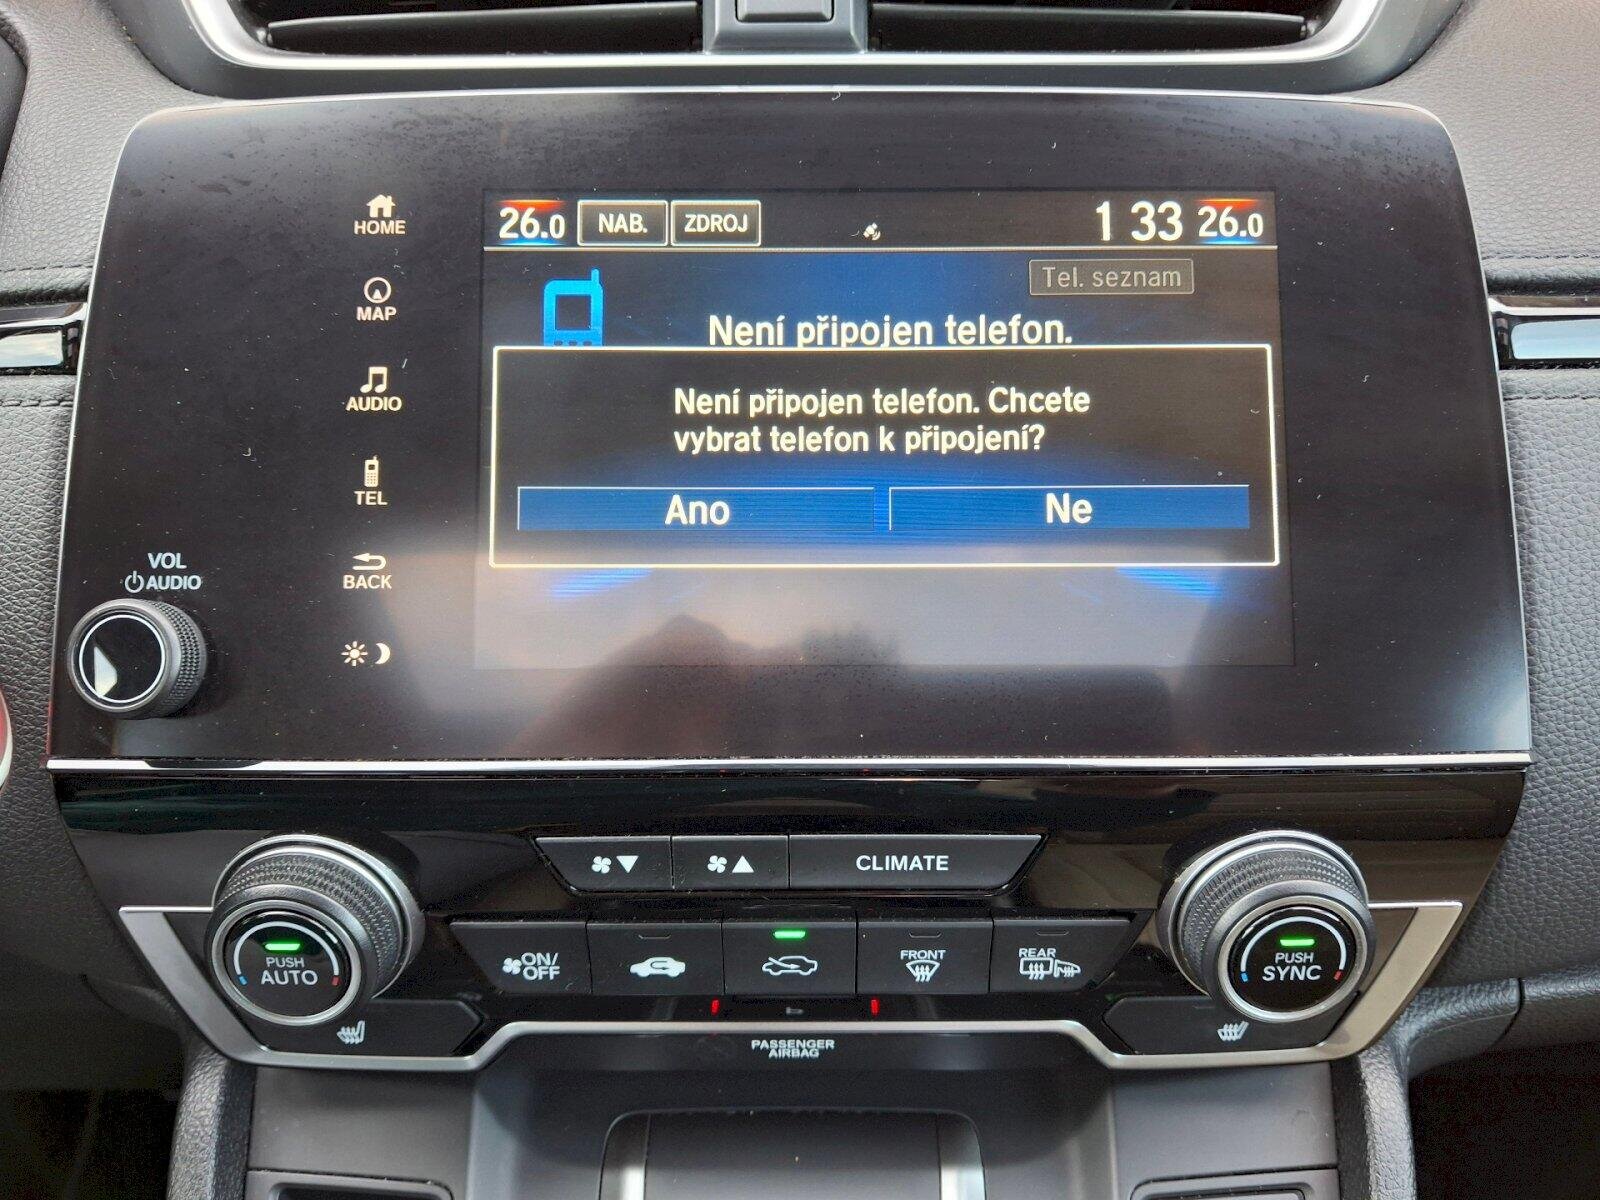 HOME
MAP
AUDIO
TEL
BACK
VOL
AUDIO
26.0 NAB. ZDROJ 1 33 26.0
Tel. seznam
Není připojen telefon.
Není připojen telefon. Chcete
vybrat telefon k připojení?
Ano Ne
CLIMATE
PUSH
AUTO
ON/
OFF
FRONT
REAR
PUSH
SYNC
PASSENGER
AIRBAG